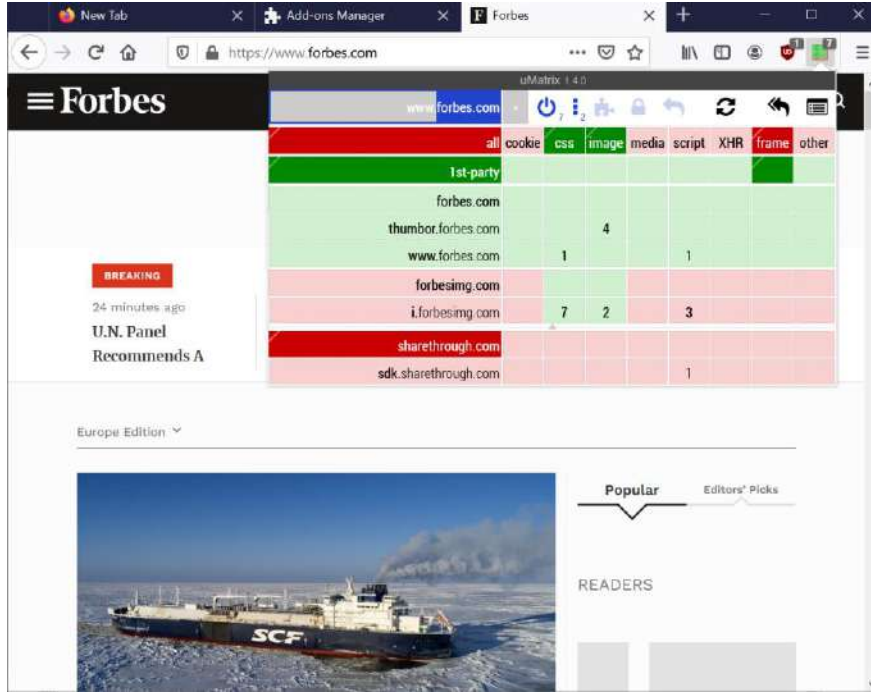 New Tab
Add-ons Manager
Forbes
https://www.forbes.com
1
7
uMatrix 1.4.0
Forbes
www.forbes.com
7
2
all cookie css image media script XHR frame other
1st-party
forbes.com
thumbor.forbes.com 4
www.forbes.com 1 1
forbesimg.com
i.forbesimg.com 7 2 3
sharethrough.com
sdk.sharethrough.com 1
BREAKING
24 minutes ago
U.N. Panel
Recommends A
Europe Edition
Popular Editors' Picks
READERS
SCF